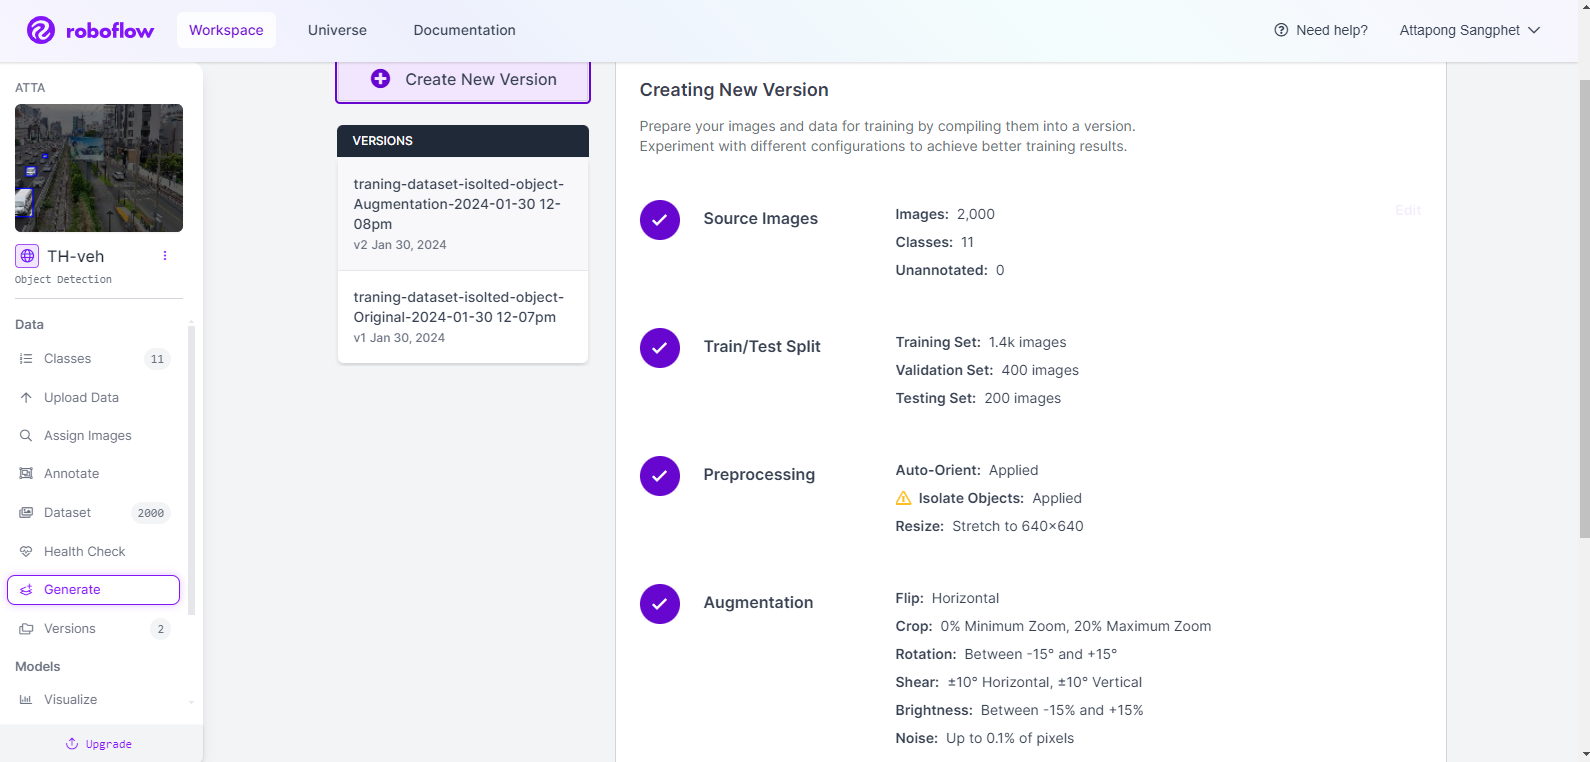 roboflow
Workspace
Universe
Documentation
Need help?
Attapong Sangphet
ATTA
TH-veh
Object Detection
Data
Classes
11
Upload Data
Assign Images
Annotate
Dataset
2000
Health Check
Generate
Versions
2
Models
Visualize
Upgrade
Create New Version
VERSIONS
traning-dataset-isolted-object-
Augmentation-2024-01-30 12-
08pm
v2 Jan 30, 2024
traning-dataset-isolted-object-
Original-2024-01-30 12-07pm
v1 Jan 30, 2024
Creating New Version
Prepare your images and data for training by compiling them into a version.
Experiment with different configurations to achieve better training results.
Source Images
Images: 2,000
Classes: 11
Unannotated: 0
Edit
Train/Test Split
Training Set: 1.4k images
Validation Set: 400 images
Testing Set: 200 images
Preprocessing
Auto-Orient: Applied
Isolate Objects: Applied
Resize: Stretch to 640×640
Augmentation
Flip: Horizontal
Crop: 0% Minimum Zoom, 20% Maximum Zoom
Rotation: Between -15° and +15°
Shear: ±10° Horizontal, ±10° Vertical
Brightness: Between -15% and +15%
Noise: Up to 0.1% of pixels